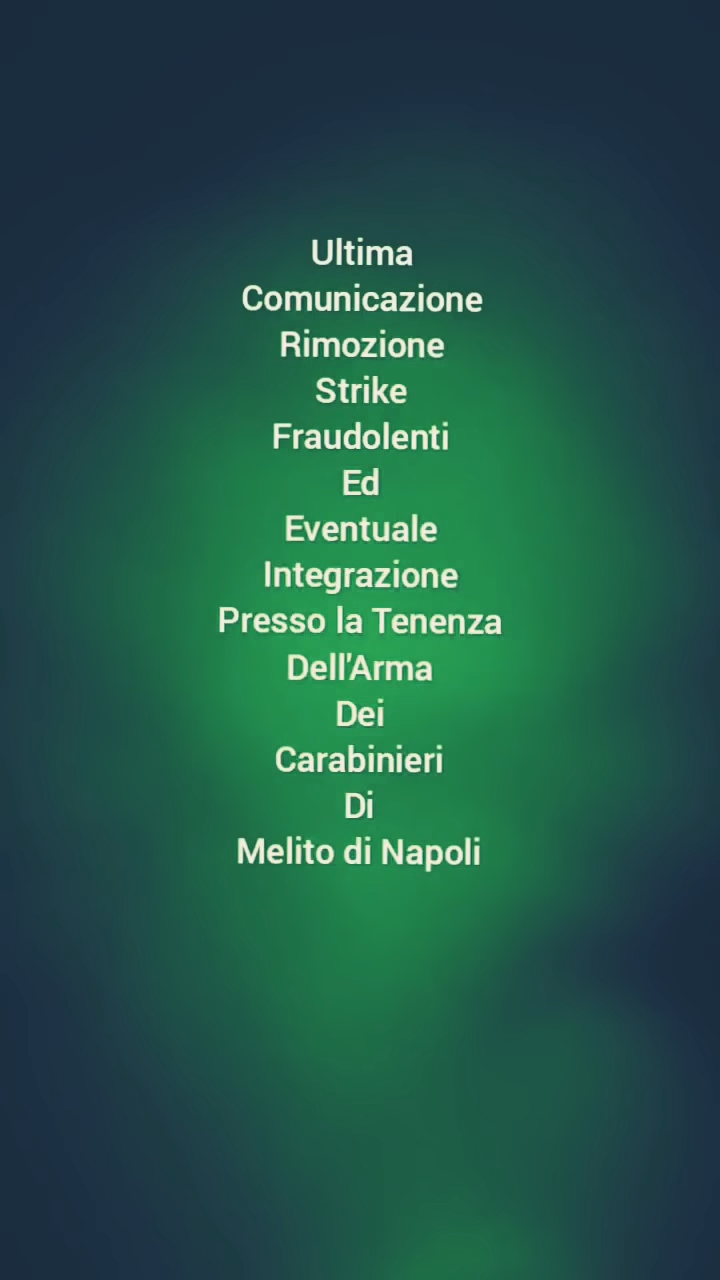 Ultima
Comunicazione
Rimozione
Strike
Fraudolenti
Ed
Eventuale
Integrazione
Presso la Tenenza
Dell'Arma
Dei
Carabinieri
Di
Melito di Napoli